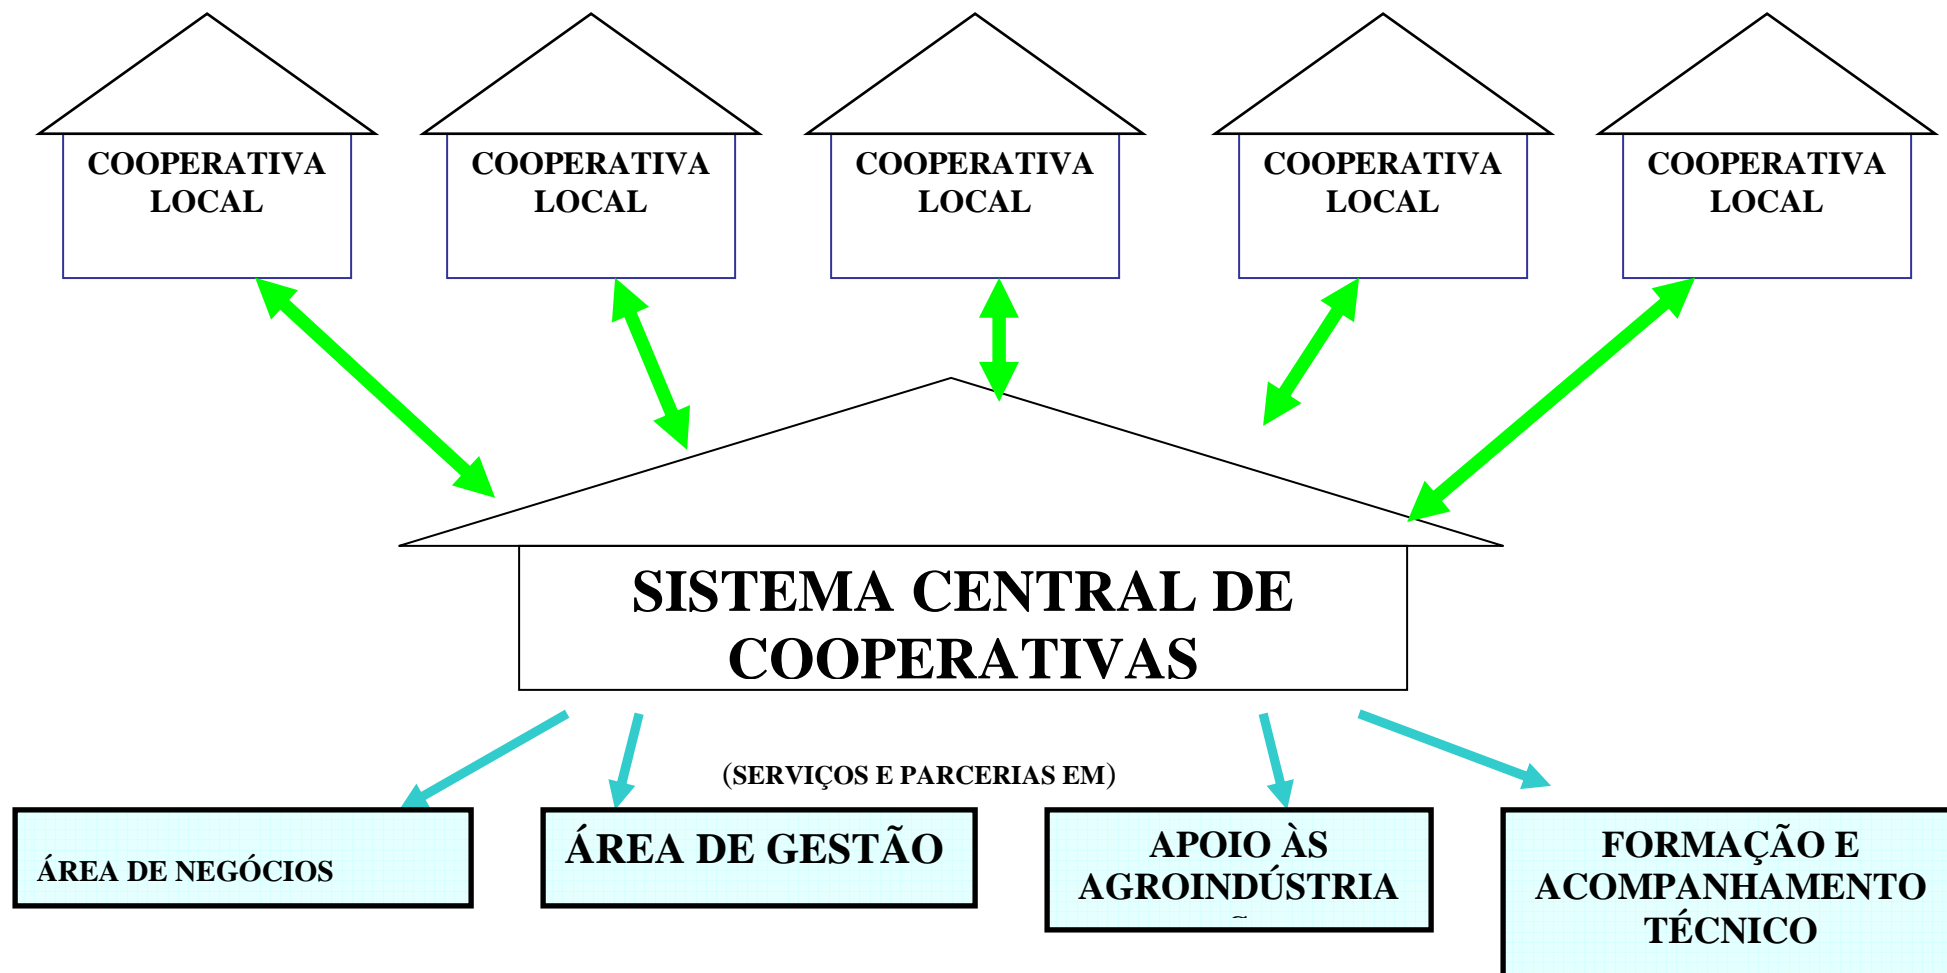 COOPERATIVA
LOCAL
COOPERATIVA
LOCAL
COOPERATIVA
LOCAL
COOPERATIVA
LOCAL
COOPERATIVA
LOCAL
SISTEMA CENTRAL DE
COOPERATIVAS
(SERVIÇOS E PARCERIAS EM)
ÁREA DE NEGÓCIOS
ÁREA DE GESTÃO
APOIO ÀS
AGROINDÚSTRIA
FORMAÇÃO E
ACOMPANHAMENTO
TÉCNICO